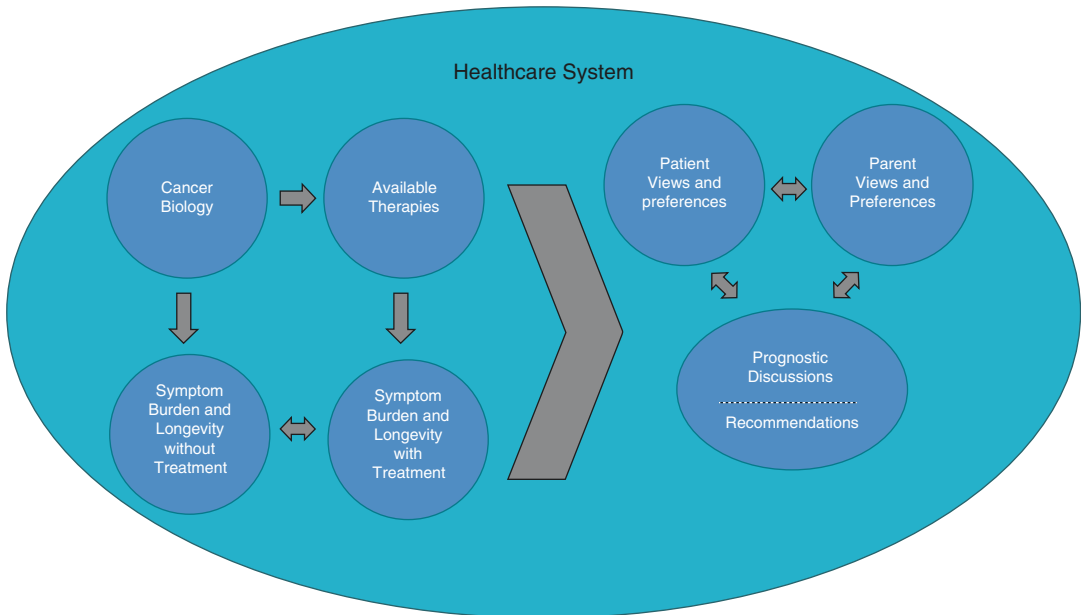 Healthcare System
Cancer
Biology
Available
Therapies
Patient
Views and
preferences
Parent
Views and
Preferences
Symptom
Burden and
Longevity
without
Treatment
Symptom
Burden and
Longevity
with
Treatment
Prognostic
Discussions
Recommendations